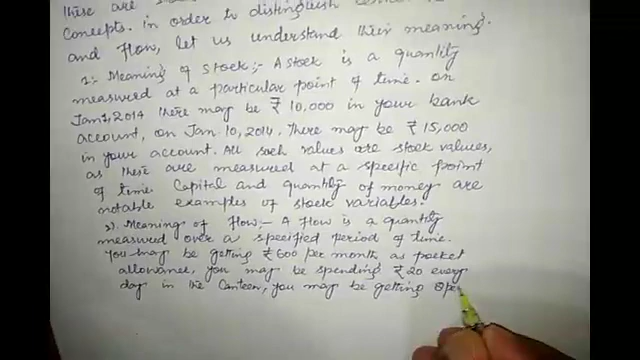 These are
concepts. In order to distinguish
and flow, let us understand their meaning.
1:- Meaning of Stock:- A stock is a quantity
measured at a particular point of time. On
Jan 1, 2014 there may be ₹ 10,000 in your bank
account, on Jan 10, 2014. There may be ₹ 15,000
in your account. All such values are stock values,
as these are measured at a specific point
of time. Capital and quantity of money are
notable examples of stock variables.
2). Meaning of flow:- A flow is a quantity
measured over a specified period of time.
You may be getting ₹ 600 per month as pocket
allowance, you may be spending ₹ 20 every
day in the Canteen, you may be getting